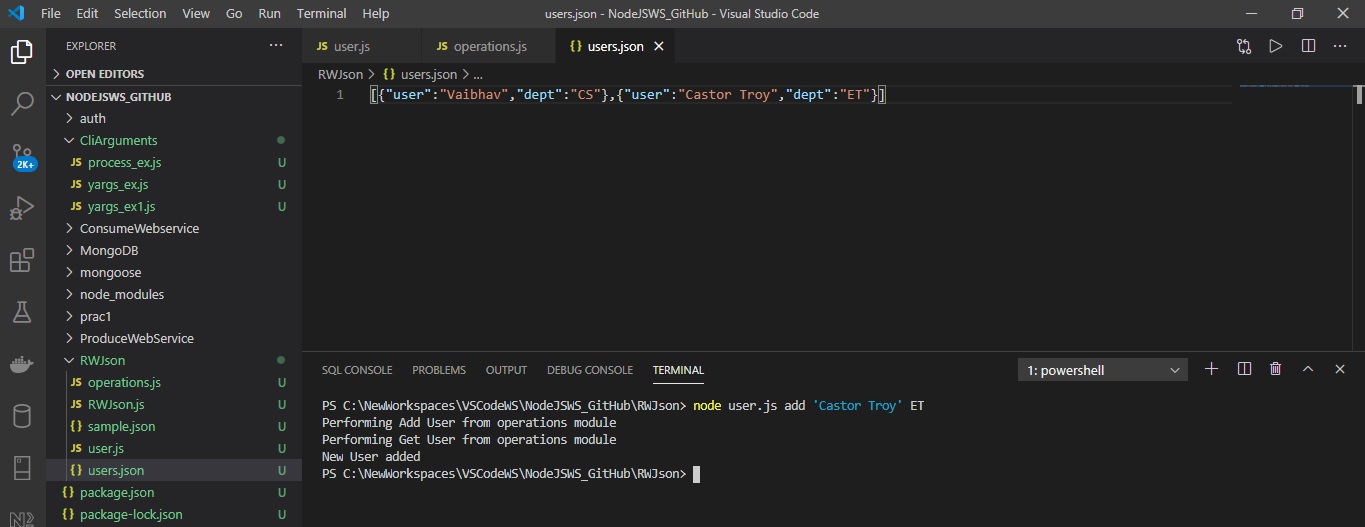 File Edit Selection View Go Run Terminal Help users.json - NodeJSWS_GitHub - Visual Studio Code
EXPLORER
OPEN EDITORS
NODEJSWS_GITHUB
auth
CliArguments
JS process_ex.js U
JS yargs_ex.js U
JS yargs_ex1.js U
ConsumeWebservice
MongoDB
mongoose
node_modules
prac1
ProduceWebService
RWJson
JS operations.js U
JS RWJson.js U
{} sample.json U
JS user.js U
{} users.json U
{} package.json U
{} package-lock.json U
2K+
JS user.js JS operations.js {} users.json
RWJson > {} users.json > ...
1 [{"user":"Vaibhav","dept":"CS"},{"user":"Castor Troy","dept":"ET"}]
SQL CONSOLE PROBLEMS OUTPUT DEBUG CONSOLE TERMINAL 1: powershell
PS C:\NewWorkspaces\VSCodeWS\NodeJSWS_GitHub\RWJson> node user.js add 'Castor Troy' ET
Performing Add User from operations module
Performing Get User from operations module
New User added
PS C:\NewWorkspaces\VSCodeWS\NodeJSWS_GitHub\RWJson>